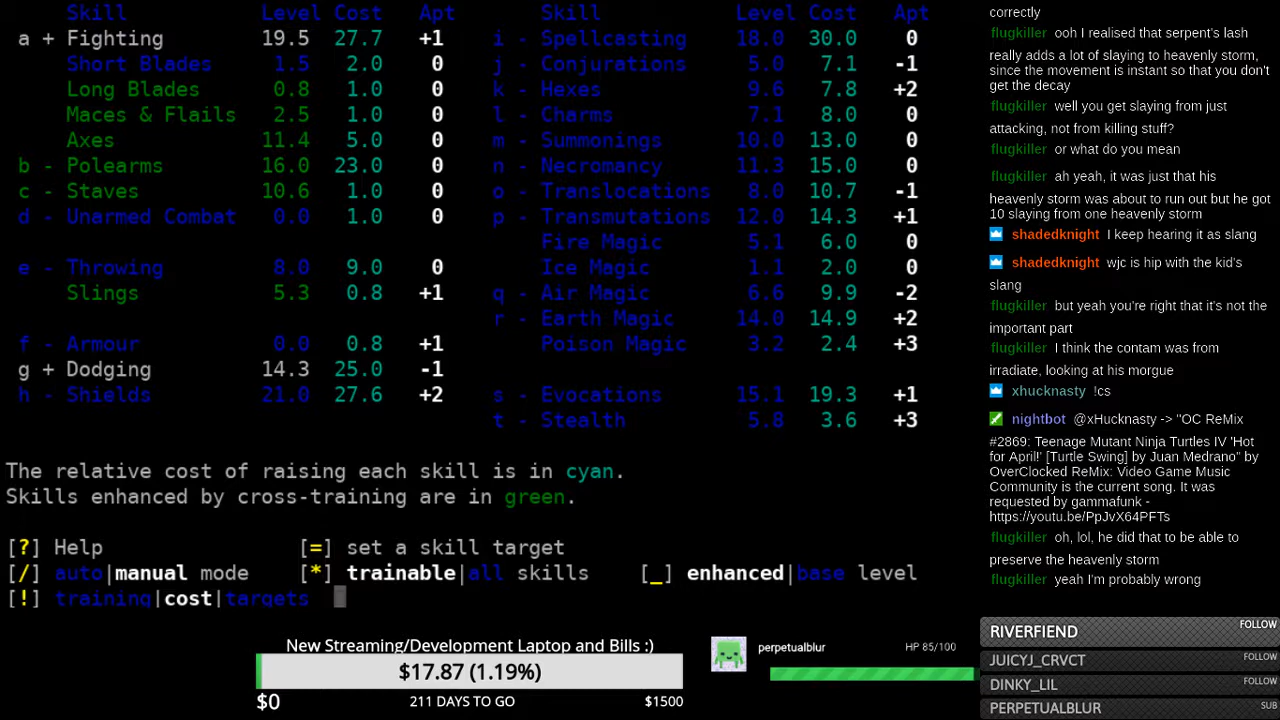 Skill Level Cost Apt Skill Level Cost Apt
a + Fighting 19.5 27.7 +1 i - Spellcasting 18.0 30.0 0
Short Blades 1.5 2.0 0 j - Conjurations 5.0 7.1 -1
Long Blades 0.8 1.0 0 k - Hexes 9.6 7.8 +2
Maces & Flails 2.5 1.0 0 l - Charms 7.1 8.0 0
Axes 11.4 5.0 0 m - Summonings 10.0 13.0 0
b - Polearms 16.0 23.0 0 n - Necromancy 11.3 15.0 0
c - Staves 10.6 1.0 0 o - Translocations 8.0 10.7 -1
d - Unarmed Combat 0.0 1.0 0 p - Transmutations 12.0 14.3 +1
Fire Magic 5.1 6.0 0
e - Throwing 8.0 9.0 0 Ice Magic 1.1 2.0 0
Slings 5.3 0.8 +1 q - Air Magic 6.6 9.9 -2
r - Earth Magic 14.0 14.9 +2
f - Armour 0.0 0.8 +1 Poison Magic 3.2 2.4 +3
g + Dodging 14.3 25.0 -1
h - Shields 21.0 27.6 +2 s - Evocations 15.1 19.3 +1
t - Stealth 5.8 3.6 +3
The relative cost of raising each skill is in cyan.
Skills enhanced by cross-training are in green.
[?] Help [=] set a skill target
[/] auto|manual mode [*] trainable|all skills [_] enhanced|base level
[!] training|cost|targets
New Streaming/Development Laptop and Bills :)
$17.87 (1.19%)
$0 211 DAYS TO GO $1500
perpetualblur HP 85/100
correctly
flugkiller ooh I realised that serpent's lash
really adds a lot of slaying to heavenly storm,
since the movement is instant so that you don't
get the decay
flugkiller well you get slaying from just
attacking, not from killing stuff?
flugkiller or what do you mean
flugkiller ah yeah, it was just that his
heavenly storm was about to run out but he got
10 slaying from one heavenly storm
shadedknight I keep hearing it as slang
shadedknight wjc is hip with the kid's
slang
flugkiller but yeah you're right that it's not the
important part
flugkiller I think the contam was from
irradiate, looking at his morgue
xhucknasty !cs
nightbot @xHucknasty -> "OC ReMix
#2869: Teenage Mutant Ninja Turtles IV 'Hot
for April!' [Turtle Swing] by Juan Medrano" by
OverClocked ReMix: Video Game Music
Community is the current song. It was
requested by gammafunk -
https://youtu.be/PpJvX64PFTs
flugkiller oh, lol, he did that to be able to
preserve the heavenly storm
flugkiller yeah I'm probably wrong
RIVERFIEND FOLLOW
JUICYJ_CRVCT FOLLOW
DINKY_LIL FOLLOW
PERPETUALBLUR SUB